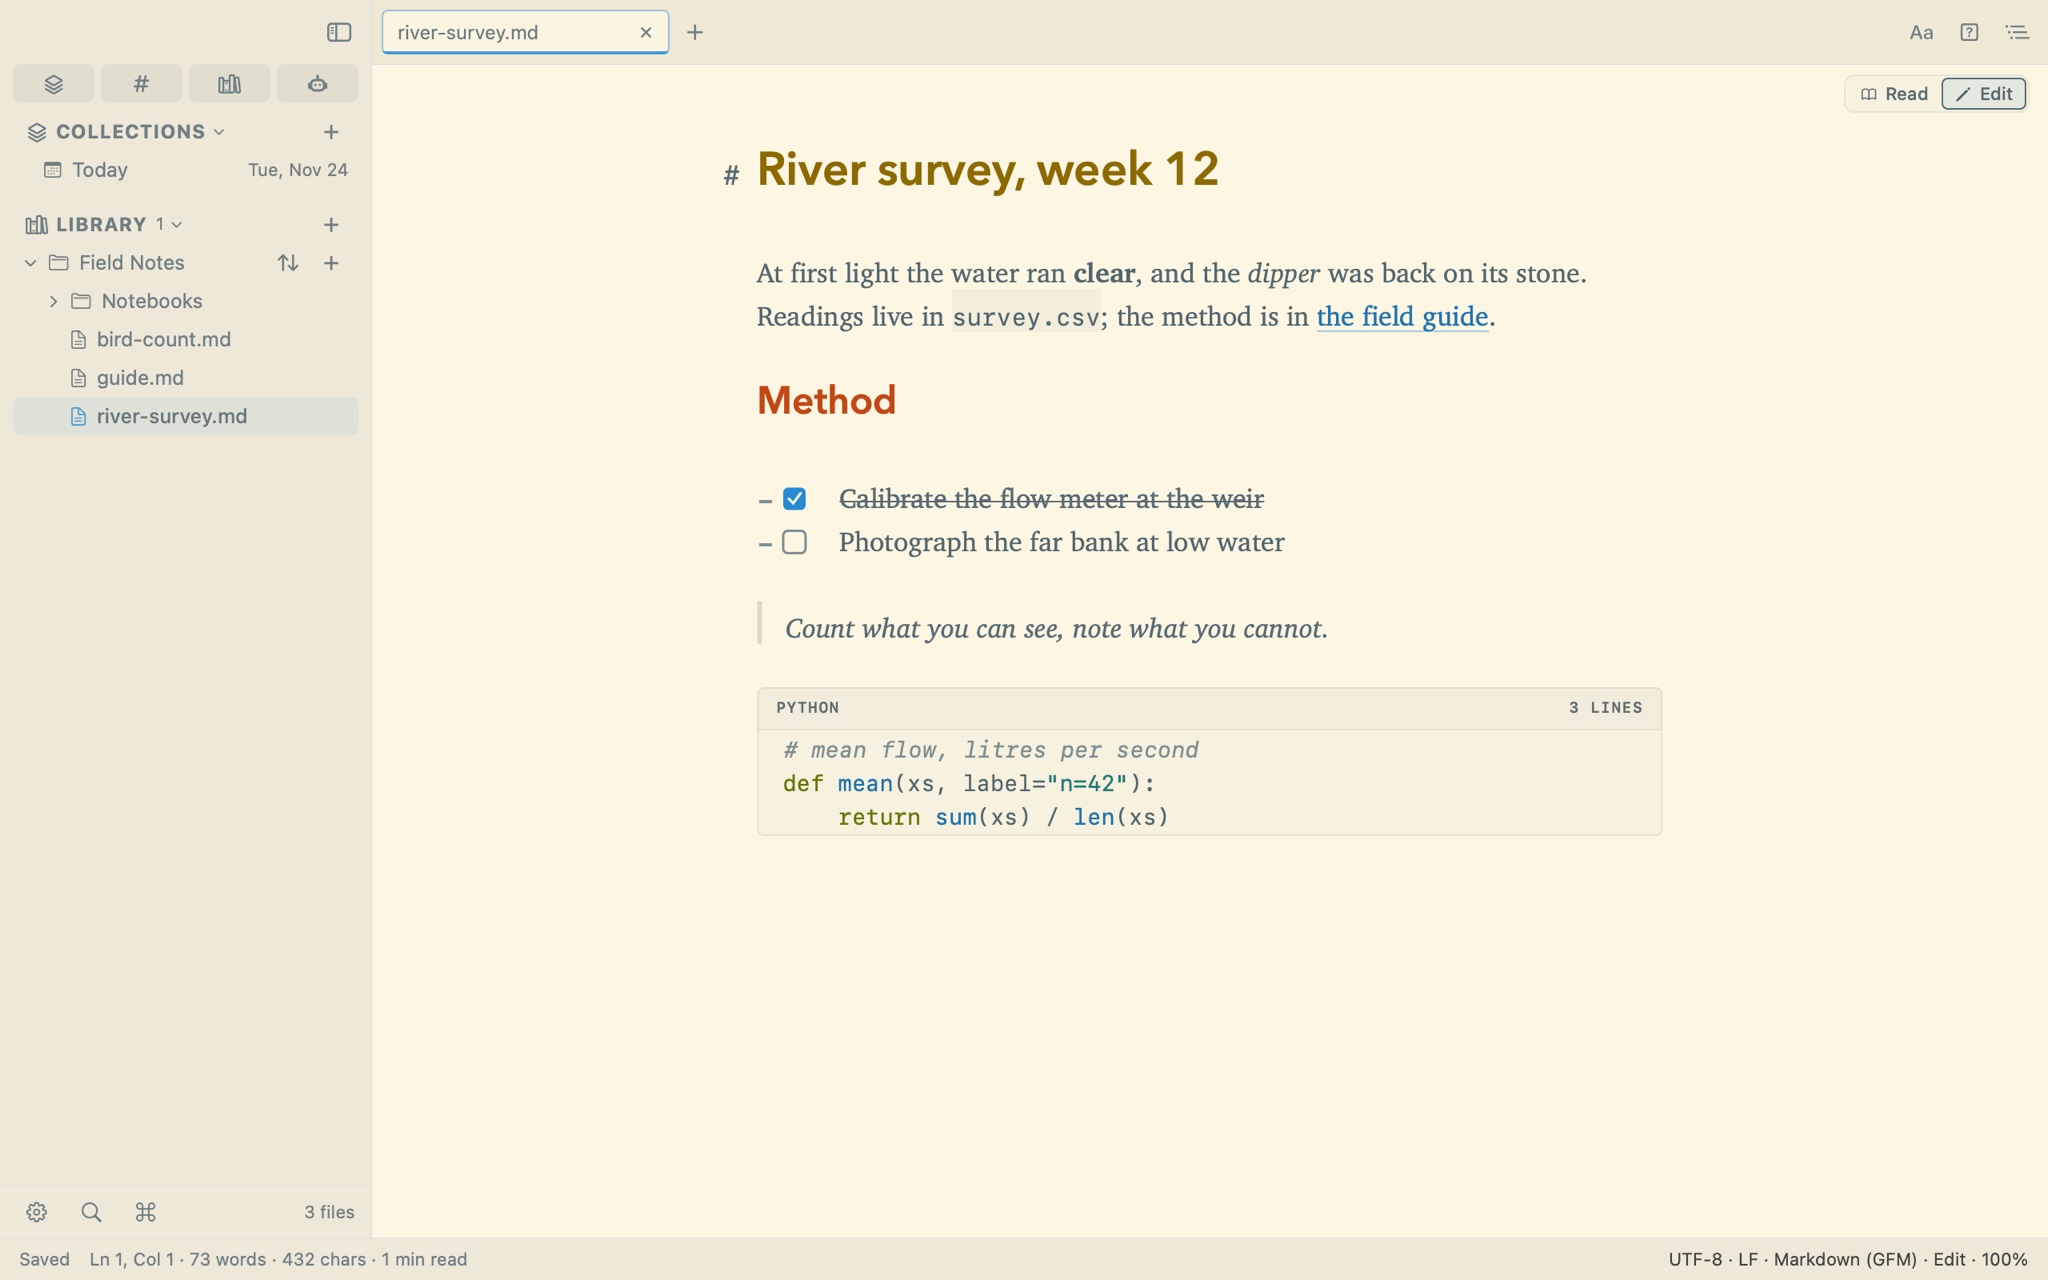 river-survey.md
Aa
Read
Edit
#
COLLECTIONS
Today
Tue, Nov 24
LIBRARY 1
Field Notes
Notebooks
bird-count.md
guide.md
river-survey.md
3 files
# River survey, week 12
At first light the water ran clear, and the dipper was back on its stone.
Readings live in survey.csv; the method is in the field guide.
Method
– Calibrate the flow meter at the weir
– Photograph the far bank at low water
Count what you can see, note what you cannot.
PYTHON
3 LINES
# mean flow, litres per second
def mean(xs, label="n=42"):
    return sum(xs) / len(xs)
Saved
Ln 1, Col 1 · 73 words · 432 chars · 1 min read
UTF-8 · LF · Markdown (GFM) · Edit · 100%